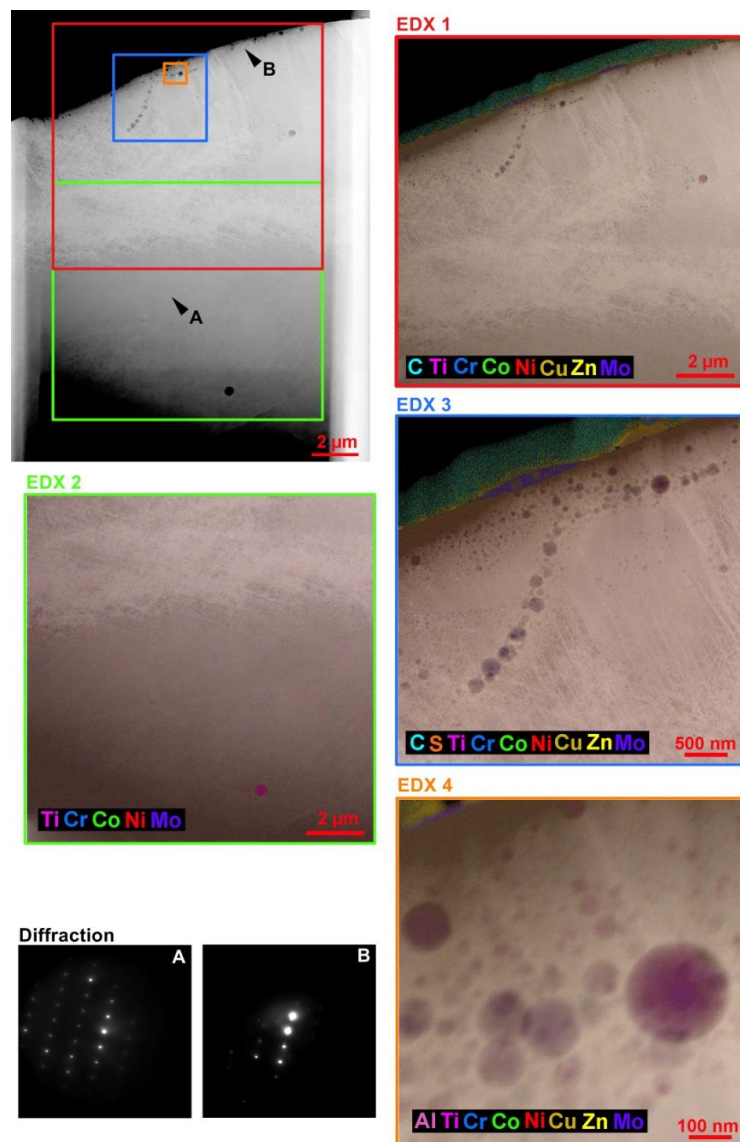 EDX 1
B
A
2 µm
C Ti Cr Co Ni Cu Zn Mo
2 µm
EDX 3
C S Ti Cr Co Ni Cu Zn Mo
500 nm
EDX 2
Ti Cr Co Ni Mo
2 µm
EDX 4
Al Ti Cr Co Ni Cu Zn Mo
100 nm
Diffraction
A
B